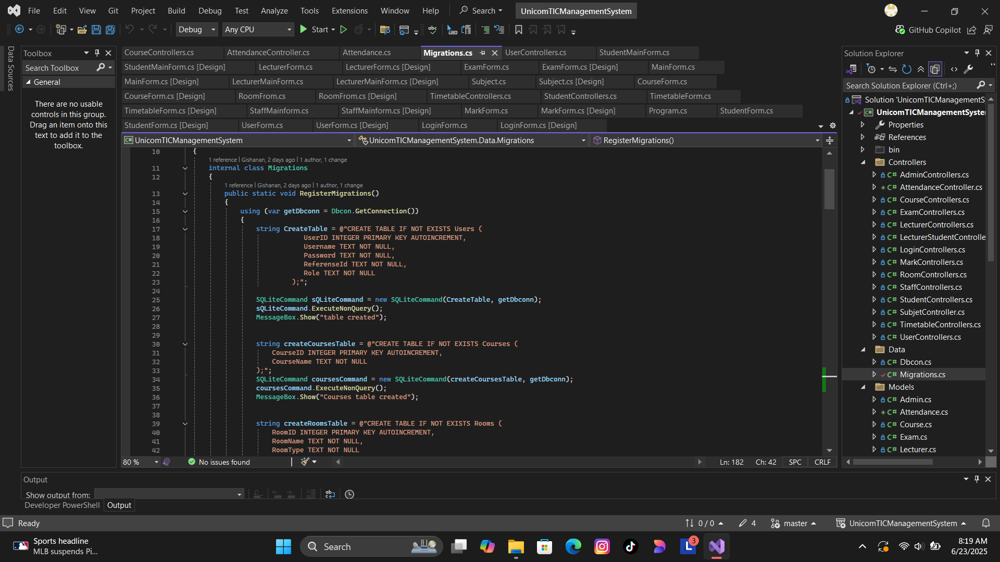 File Edit View Git Project Build Debug Test Analyze Tools Extensions Window Help Search UnicomTICManagementSystem
Debug Any CPU Start GitHub Copilot
Data Sources
Toolbox
Search Toolbox
General
There are no usable
controls in this group.
Drag an item onto this
text to add it to the
toolbox.
CourseControllers.cs AttendanceController.cs Attendance.cs Migrations.cs UserControllers.cs StudentMainForm.cs
StudentMainForm.cs [Design] LecturerForm.cs LecturerForm.cs [Design] ExamForm.cs ExamForm.cs [Design] MainForm.cs
MainForm.cs [Design] LecturerMainForm.cs LecturerMainForm.cs [Design] Subject.cs Subject.cs [Design] CourseForm.cs
CourseForm.cs [Design] RoomFrom.cs RoomFrom.cs [Design] TimetableControllers.cs StudentControllers.cs TimetableForm.cs
TimetableForm.cs [Design] StaffMainform.cs StaffMainform.cs [Design] MarkForm.cs MarkForm.cs [Design] Program.cs StudentForm.cs
StudentForm.cs [Design] UserForm.cs UserForm.cs [Design] LoginForm.cs LoginForm.cs [Design]
UnicomTICManagementSystem UnicomTICManagementSystem.Data.Migrations RegisterMigrations()
10 {
1 reference | Gishanan, 2 days ago | 1 author, 1 change
11 internal class Migrations
12 {
1 reference | Gishanan, 2 days ago | 1 author, 1 change
13 public static void RegisterMigrations()
14 {
15 using (var getDbconn = Dbcon.GetConnection())
16 {
17 string CreateTable = @"CREATE TABLE IF NOT EXISTS Users (
18 UserID INTEGER PRIMARY KEY AUTOINCREMENT,
19 Username TEXT NOT NULL,
20 Password TEXT NOT NULL,
21 ReferenseId TEXT NOT NULL,
22 Role TEXT NOT NULL
23 );";
24
25 SQLiteCommand sQLiteCommand = new SQLiteCommand(CreateTable, getDbconn);
26 sQLiteCommand.ExecuteNonQuery();
27 MessageBox.Show("table created");
28
29
30 string createCoursesTable = @"CREATE TABLE IF NOT EXISTS Courses (
31 CourseID INTEGER PRIMARY KEY AUTOINCREMENT,
32 CourseName TEXT NOT NULL
33 );";
34 SQLiteCommand coursesCommand = new SQLiteCommand(createCoursesTable, getDbconn);
35 coursesCommand.ExecuteNonQuery();
36 MessageBox.Show("Courses table created");
37
38
39 string createRoomsTable = @"CREATE TABLE IF NOT EXISTS Rooms (
40 RoomID INTEGER PRIMARY KEY AUTOINCREMENT,
41 RoomName TEXT NOT NULL,
42 RoomType TEXT NOT NULL
80 % No issues found Ln: 182 Ch: 42 SPC CRLF
Solution Explorer
Search Solution Explorer (Ctrl+;)
Solution 'UnicomTICManagementS
UnicomTICManagementSyster
Properties
References
bin
Controllers
AdminControllers.cs
AttendanceController.cs
CourseControllers.cs
ExamControllers.cs
LecturerControllers.cs
LecturerStudentControlle
LoginControllers.cs
MarkControllers.cs
RoomControllers.cs
StaffControllers.cs
StudentControllers.cs
SubjetController.cs
TimetableControllers.cs
UserControllers.cs
Data
Dbcon.cs
Migrations.cs
Models
Admin.cs
Attendance.cs
Course.cs
Exam.cs
Lecturer.cs
Output
Show output from:
Developer PowerShell Output
Ready 0 / 0 4 master UnicomTICManagementSystem
Sports headline
MLB suspends Pi...
Search
3
8:19 AM
6/23/2025